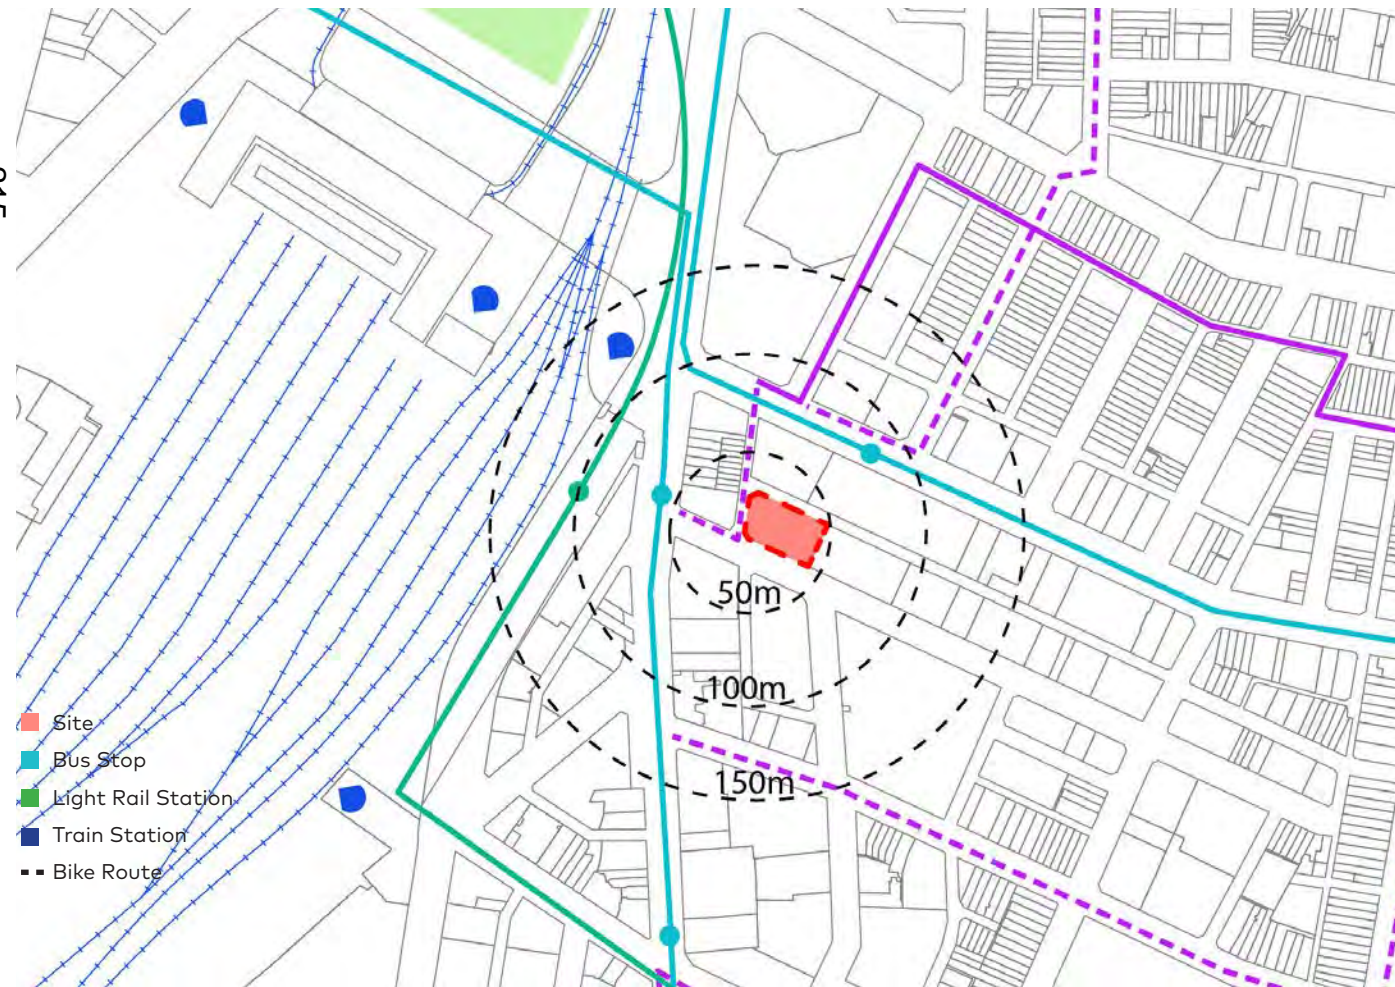 50m
100m
150m
Site
Bus Stop
Light Rail Station
Train Station
Bike Route